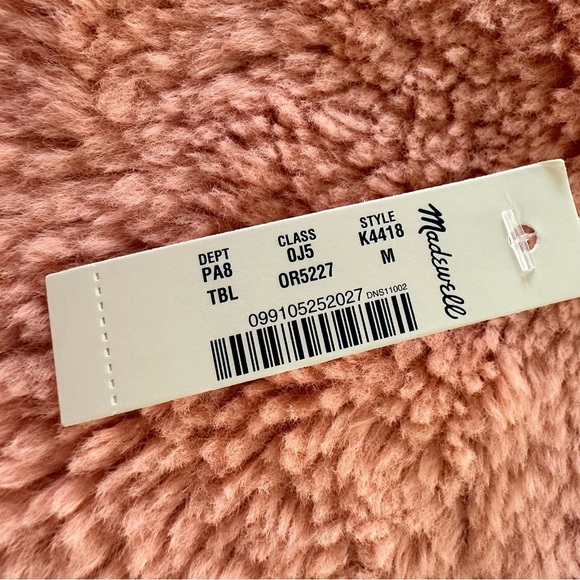 Madewell
DEPT CLASS STYLE
PA8 0J5 K4418
TBL OR5227 M
099105252027 DNS11002